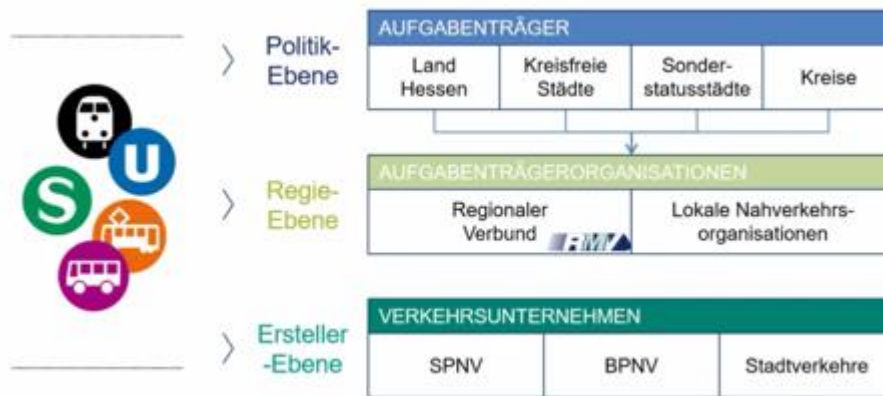 Politik-
Ebene
AUFGABENTRÄGER
Land
Hessen
Kreisfreie
Städte
Sonder-
statusstädte
Kreise
U
S
Regie-
Ebene
AUFGABENTRÄGERORGANISATIONEN
Regionaler
Verbund
RMV
Lokale Nahverkehrs-
organisationen
Ersteller
-Ebene
VERKEHRSUNTERNEHMEN
SPNV
BPNV
Stadtverkehre